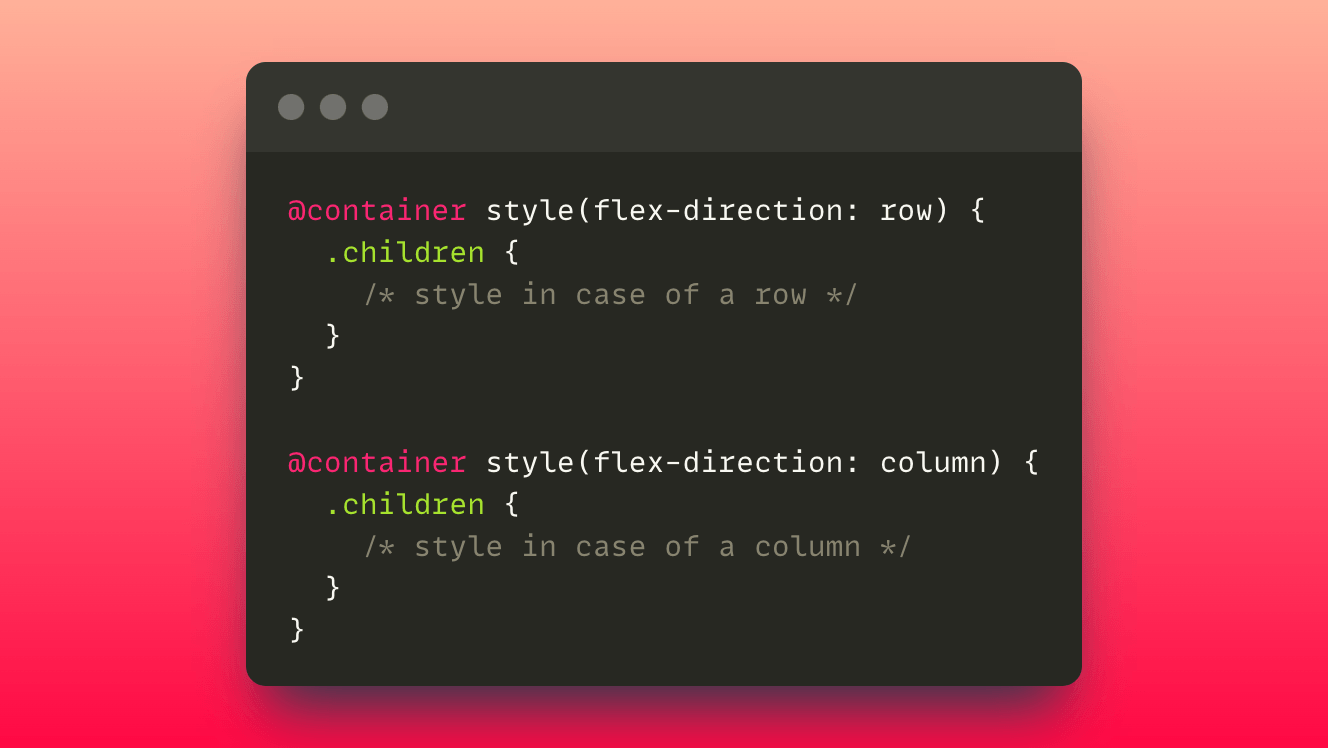 @container style(flex-direction: row) {
  .children {
    /* style in case of a row */
  }
}

@container style(flex-direction: column) {
  .children {
    /* style in case of a column */
  }
}